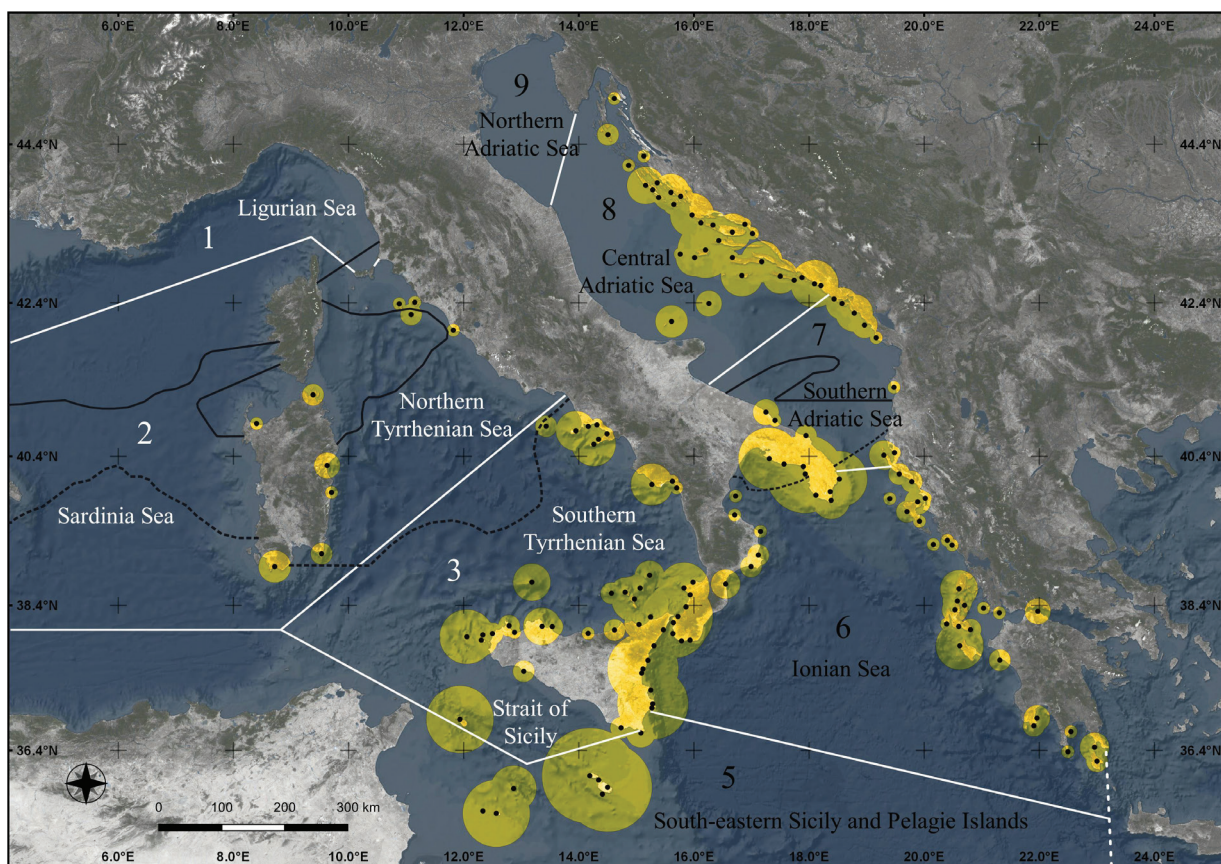 6.0°E 8.0°E 10.0°E 12.0°E 14.0°E 16.0°E 18.0°E 20.0°E 22.0°E 24.0°E
9
Northern
Adriatic Sea
44.4°N 44.4°N
Ligurian Sea
1
8
Central
Adriatic Sea
42.4°N 42.4°N
7
Northern
Tyrrhenian Sea
Southern
Adriatic Sea
2
40.4°N 40.4°N
Sardinia Sea
Southern
Tyrrhenian Sea
3
38.4°N 38.4°N
6
Ionian Sea
Strait of
Sicily
36.4°N 36.4°N
5
South-eastern Sicily and Pelagie Islands
0 100 200 300 km
6.0°E 8.0°E 10.0°E 12.0°E 14.0°E 16.0°E 18.0°E 20.0°E 22.0°E 24.0°E